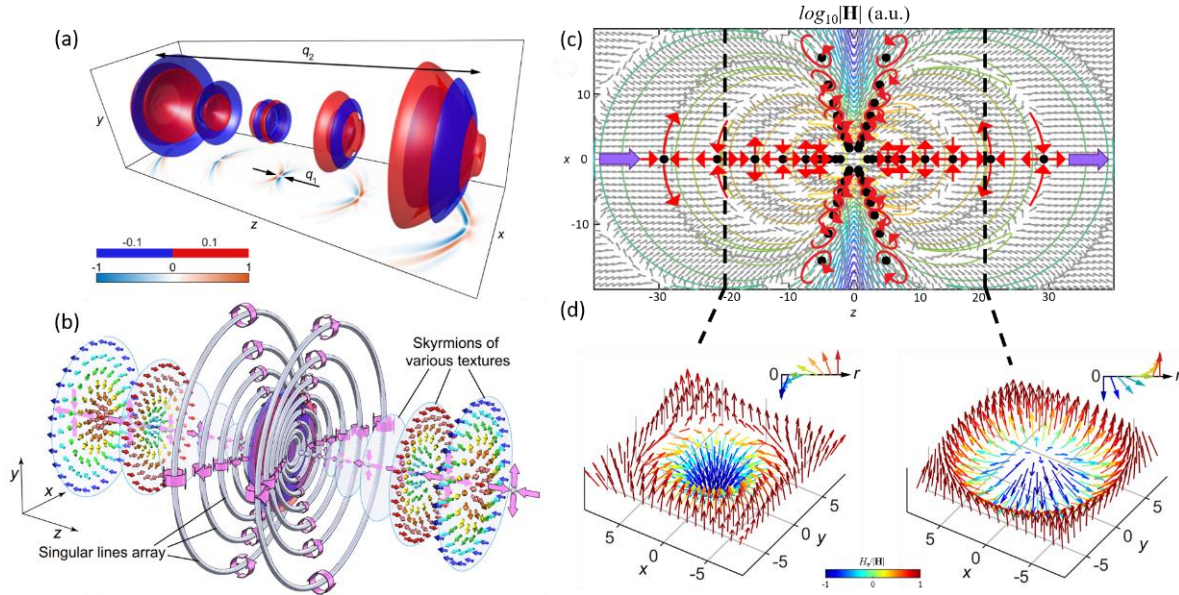 (a)
q₂
y
q₁
z
x
-0.1 0.1
-1 0 1
(b)
Skyrmions of
various textures
y
x
z
Singular lines array
log₁₀|H| (a.u.)
(c)
10
x 0
-10
-30 -20 -10 0 10 20 30
z
(d)
0 r
5
0
-5
y
5
0
-5
x
0 r
5
0
-5
y
5
0
-5
x
-1 0 1